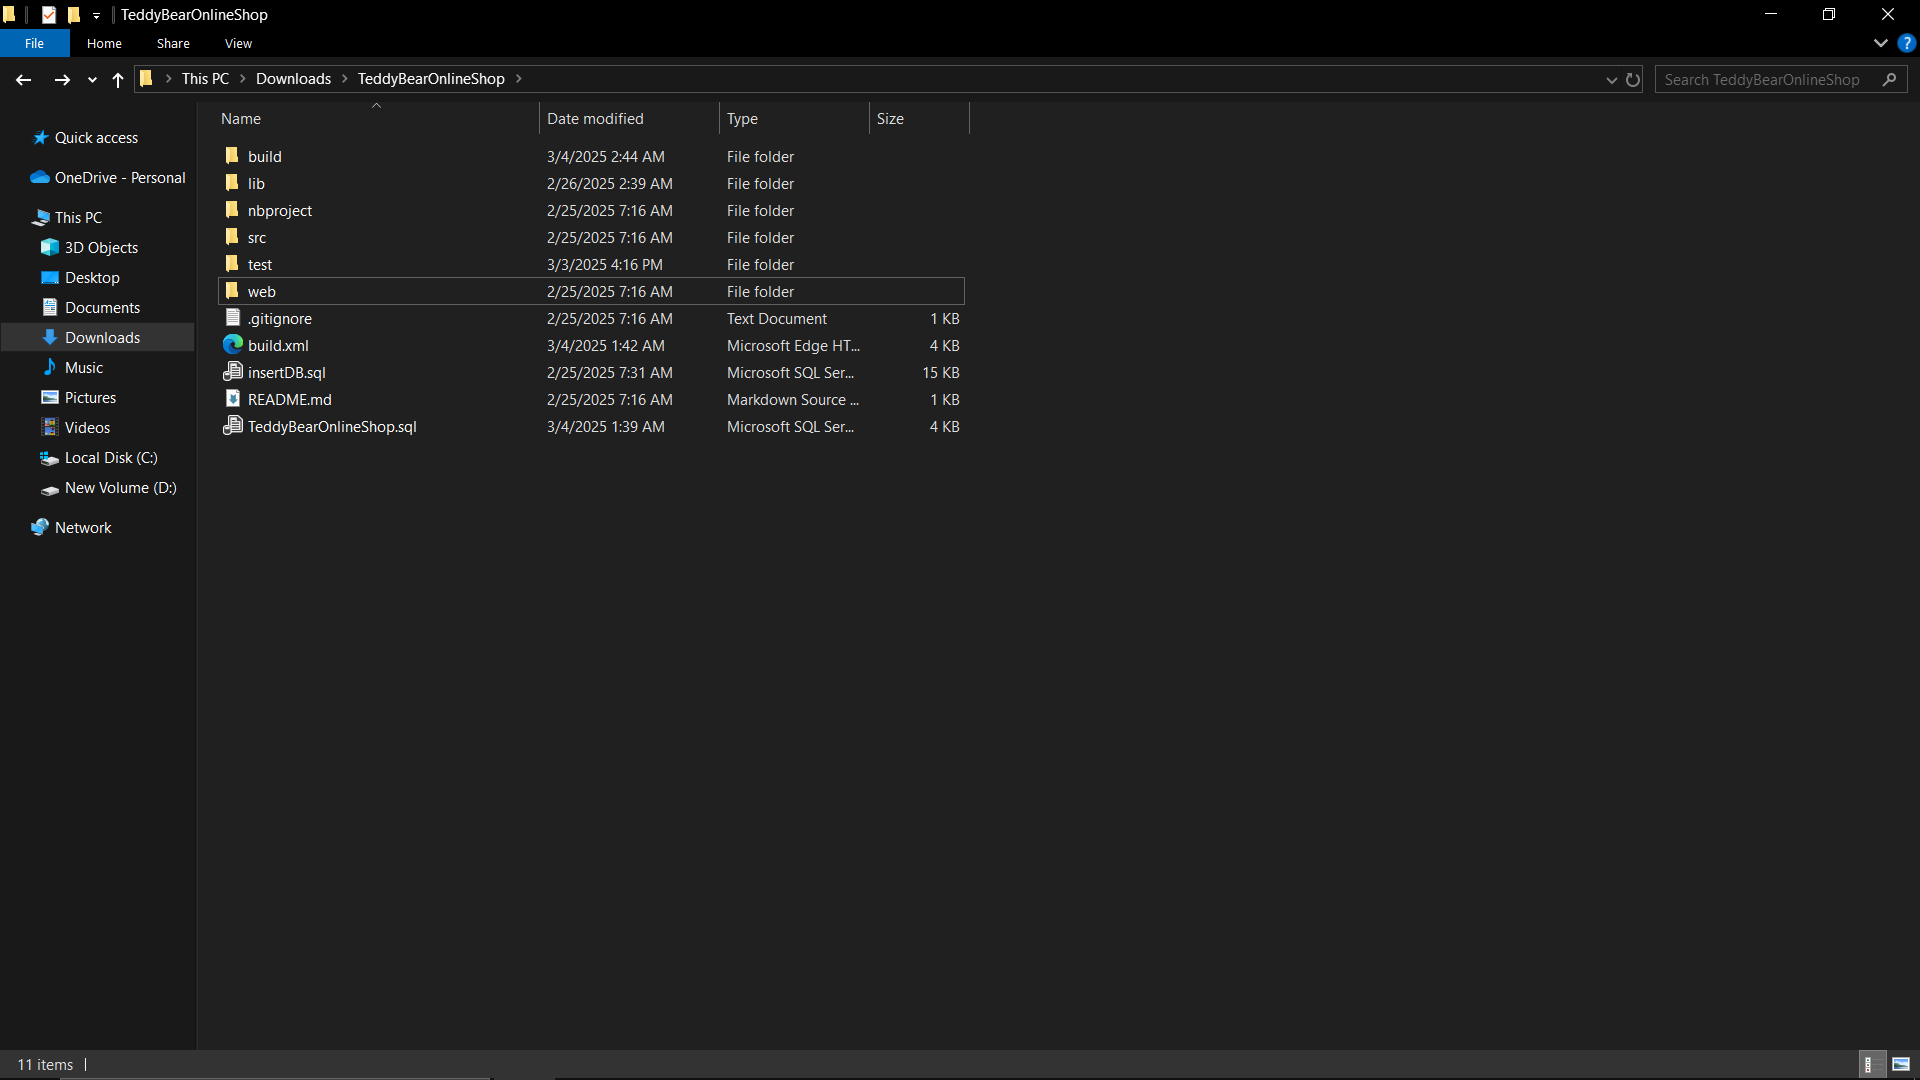 TeddyBearOnlineShop
File Home Share View
This PC Downloads TeddyBearOnlineShop Search TeddyBearOnlineShop
Name Date modified Type Size
Quick access
OneDrive - Personal
This PC
3D Objects
Desktop
Documents
Downloads
Music
Pictures
Videos
Local Disk (C:)
New Volume (D:)
Network
build 3/4/2025 2:44 AM File folder
lib 2/26/2025 2:39 AM File folder
nbproject 2/25/2025 7:16 AM File folder
src 2/25/2025 7:16 AM File folder
test 3/3/2025 4:16 PM File folder
web 2/25/2025 7:16 AM File folder
.gitignore 2/25/2025 7:16 AM Text Document 1 KB
build.xml 3/4/2025 1:42 AM Microsoft Edge HT... 4 KB
insertDB.sql 2/25/2025 7:31 AM Microsoft SQL Ser... 15 KB
README.md 2/25/2025 7:16 AM Markdown Source ... 1 KB
TeddyBearOnlineShop.sql 3/4/2025 1:39 AM Microsoft SQL Ser... 4 KB
11 items